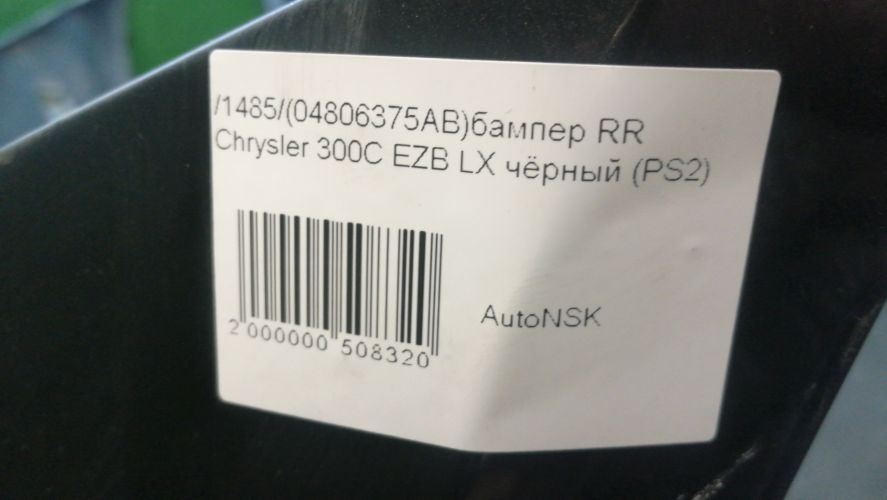 /1485/(04806375AB)бампер RR
Chrysler 300C EZB LX чёрный (PS2)
AutoNSK
2 000000 508320